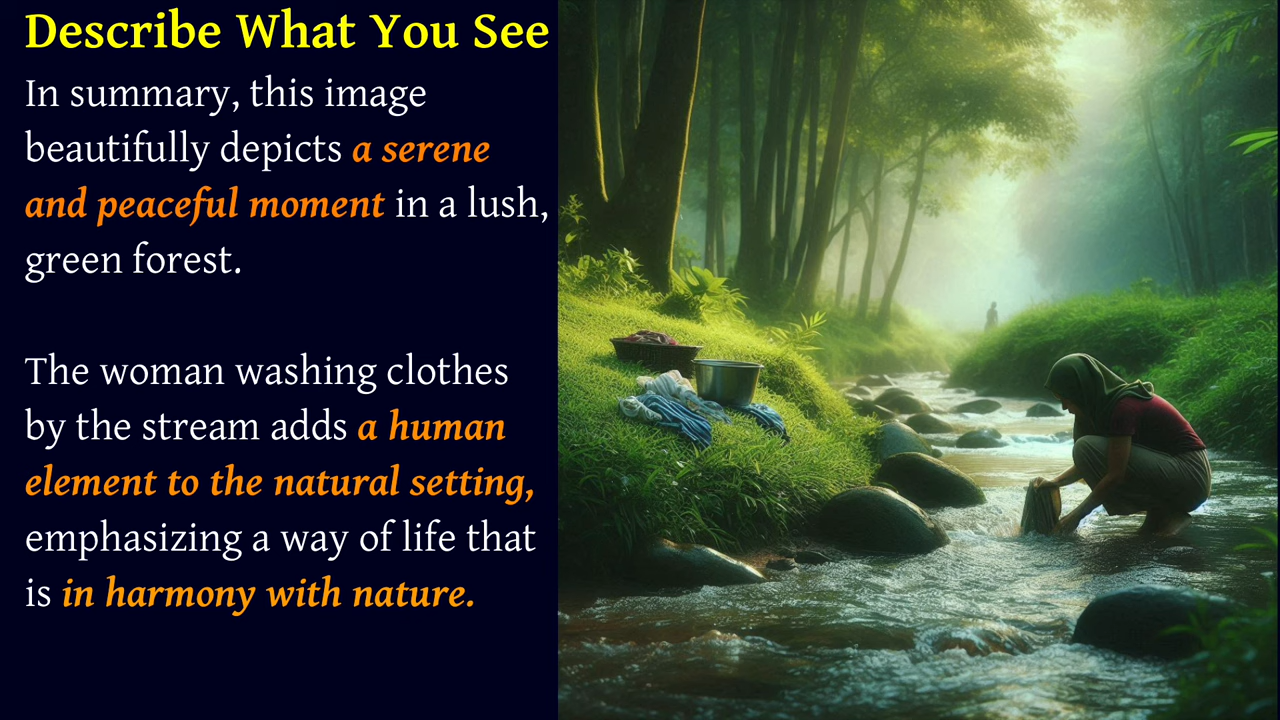 Describe What You See
In summary, this image
beautifully depicts a serene
and peaceful moment in a lush,
green forest.
The woman washing clothes
by the stream adds a human
element to the natural setting,
emphasizing a way of life that
is in harmony with nature.